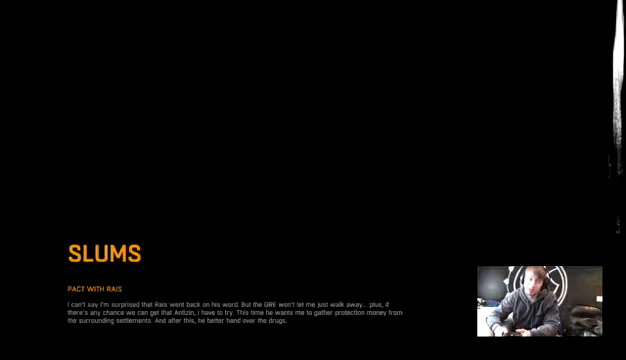 SLUMS
PACT WITH RAIS
I can't say I'm surprised that Rais went back on his word. But the GRE won't let me just walk away... plus, if
there's any chance we can get that Antizin, I have to try. This time he wants me to gather protection money from
the surrounding settlements. And after this, he better hand over the drugs.